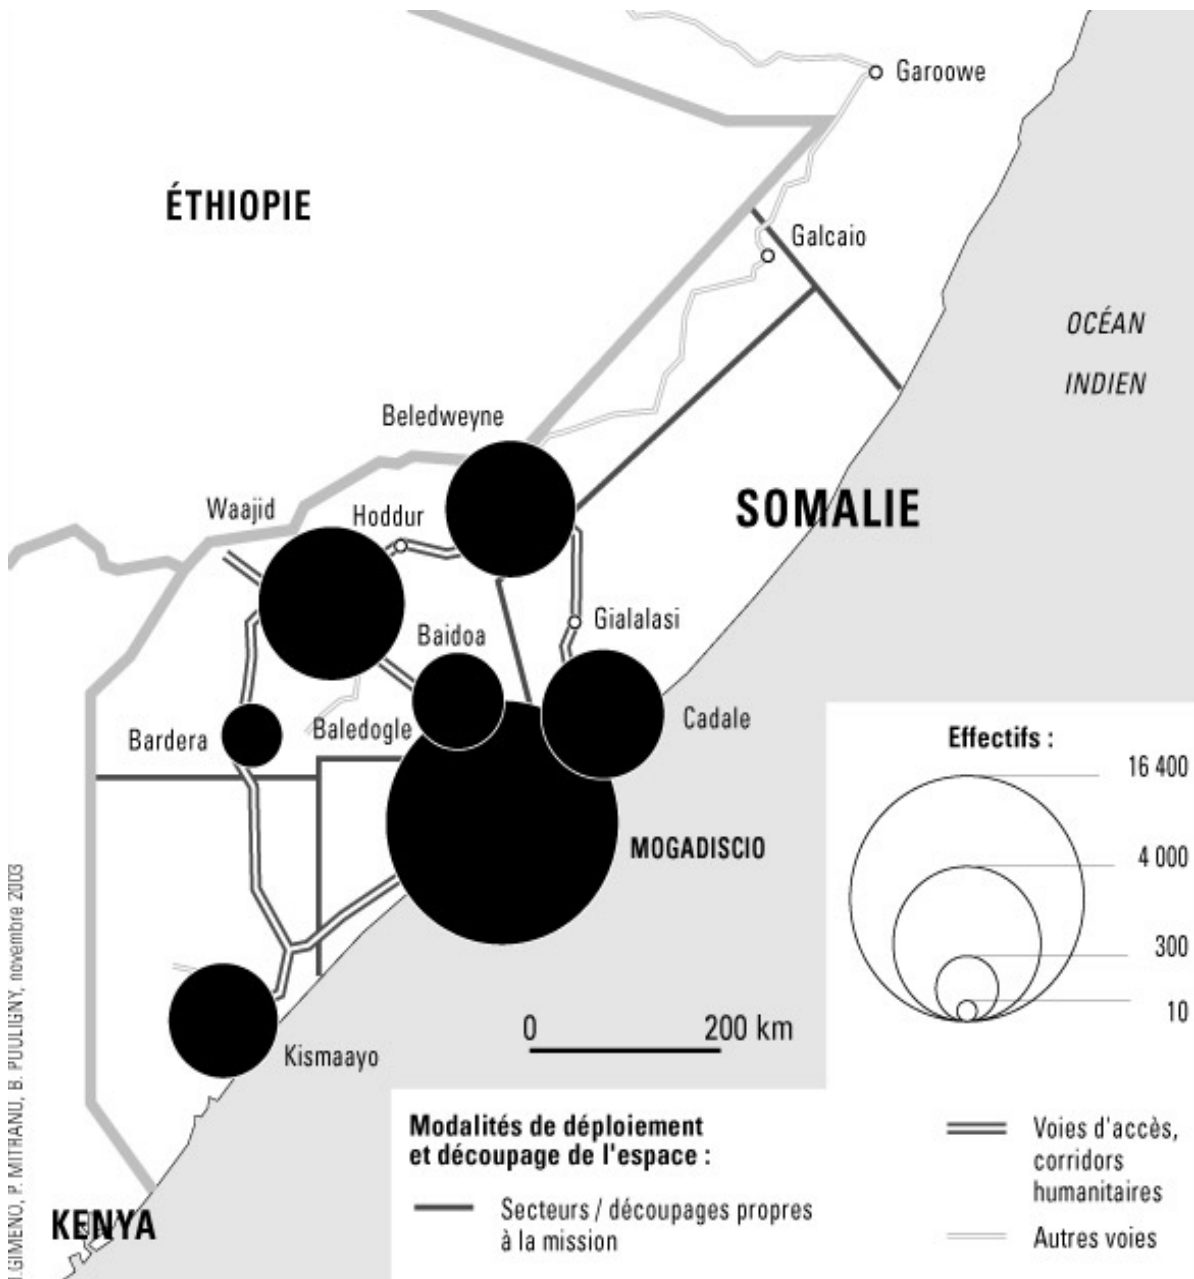 Garoowe
ÉTHIOPIE
Galcaio
OCÉAN
INDIEN
Beledweyne
SOMALIE
Waajid
Hoddur
Gialalasi
Baidoa
Cadale
Bardera
Baledogle
MOGADISCIO
Kismaayo
KENYA
0 200 km
Effectifs :
16 400
4 000
300
10
Modalités de déploiement
et découpage de l'espace :
Secteurs / découpages propres
à la mission
Voies d'accès,
corridors
humanitaires
Autres voies
GIMENO, P. MITRANO, B. POULIGNY, novembre 2003